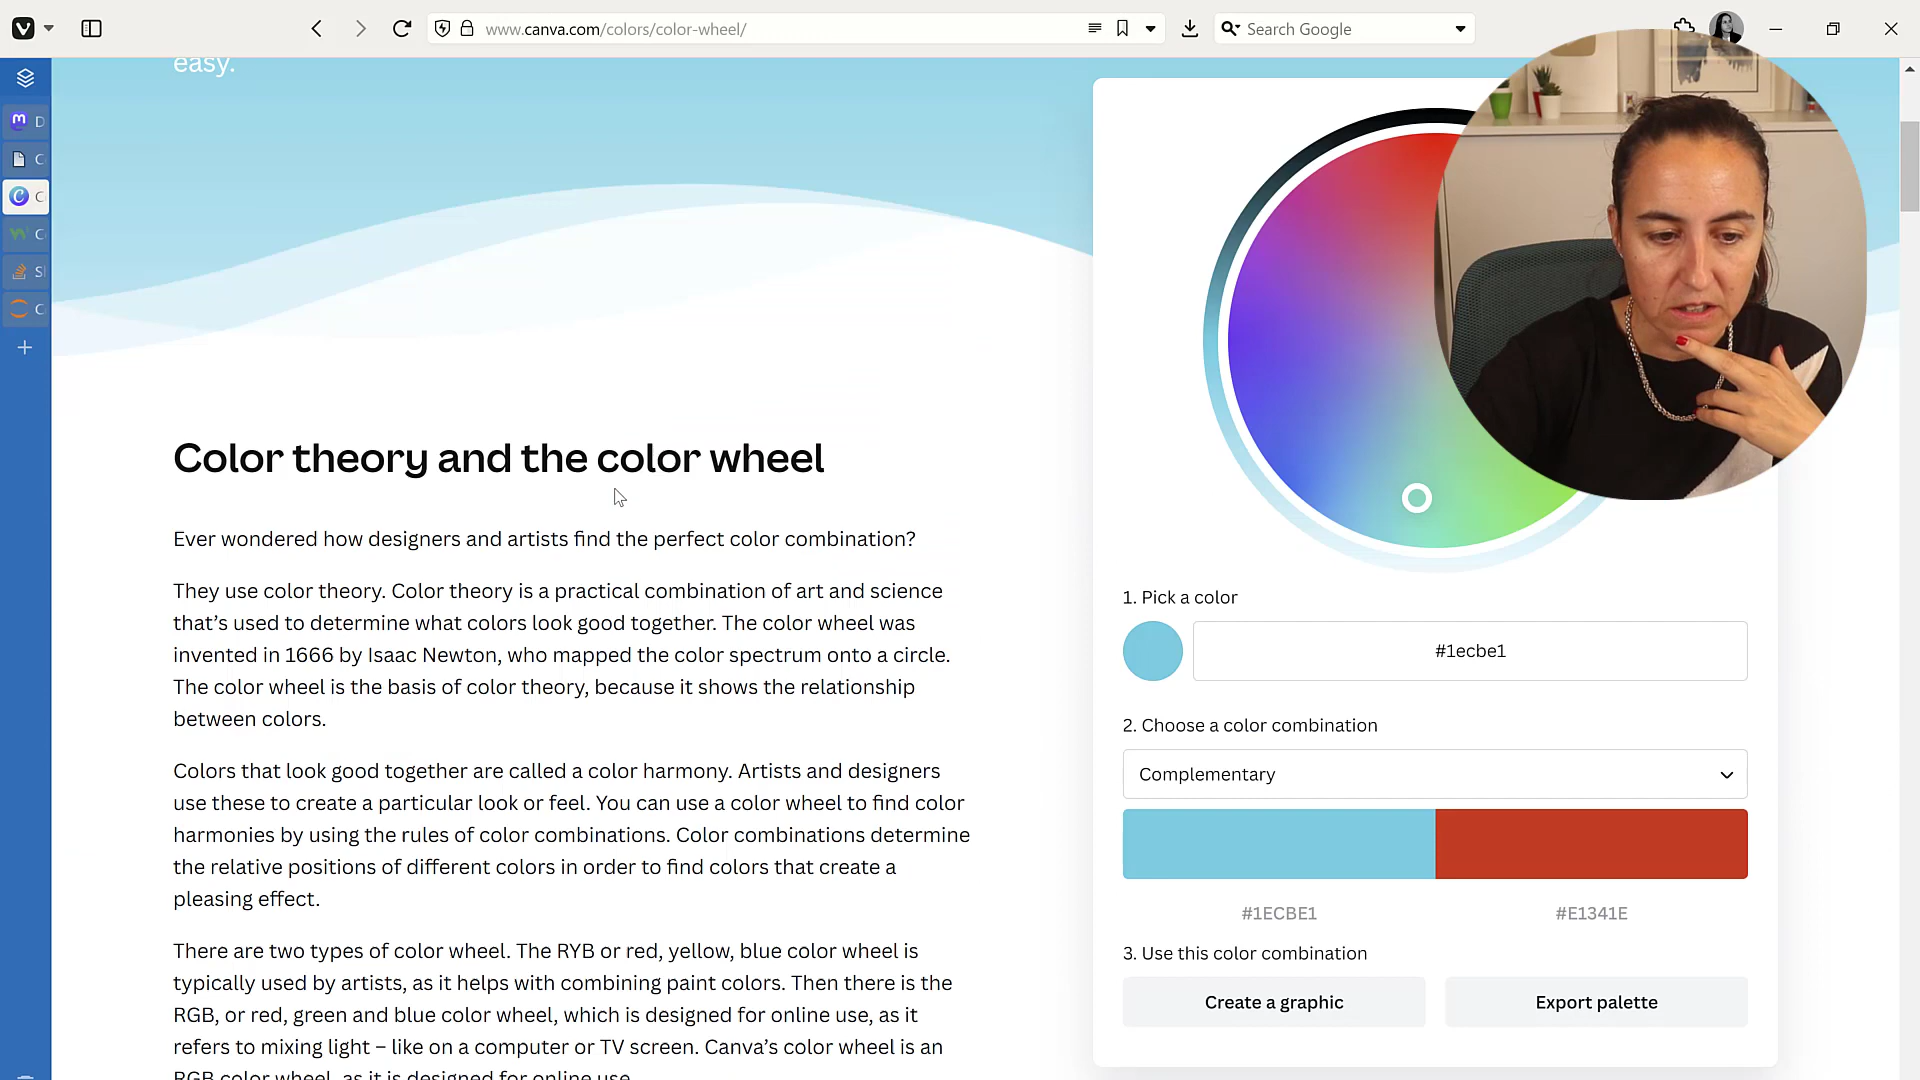 www.canva.com/colors/color-wheel/
Search Google
D
C
C
C
S
C
easy.
Color theory and the color wheel
Ever wondered how designers and artists find the perfect color combination?
They use color theory. Color theory is a practical combination of art and science
that’s used to determine what colors look good together. The color wheel was
invented in 1666 by Isaac Newton, who mapped the color spectrum onto a circle.
The color wheel is the basis of color theory, because it shows the relationship
between colors.
Colors that look good together are called a color harmony. Artists and designers
use these to create a particular look or feel. You can use a color wheel to find color
harmonies by using the rules of color combinations. Color combinations determine
the relative positions of different colors in order to find colors that create a
pleasing effect.
There are two types of color wheel. The RYB or red, yellow, blue color wheel is
typically used by artists, as it helps with combining paint colors. Then there is the
RGB, or red, green and blue color wheel, which is designed for online use, as it
refers to mixing light – like on a computer or TV screen. Canva’s color wheel is an
RGB color wheel, as it is designed for online use.
1. Pick a color
#1ecbe1
2. Choose a color combination
Complementary
#1ECBE1
#E1341E
3. Use this color combination
Create a graphic
Export palette